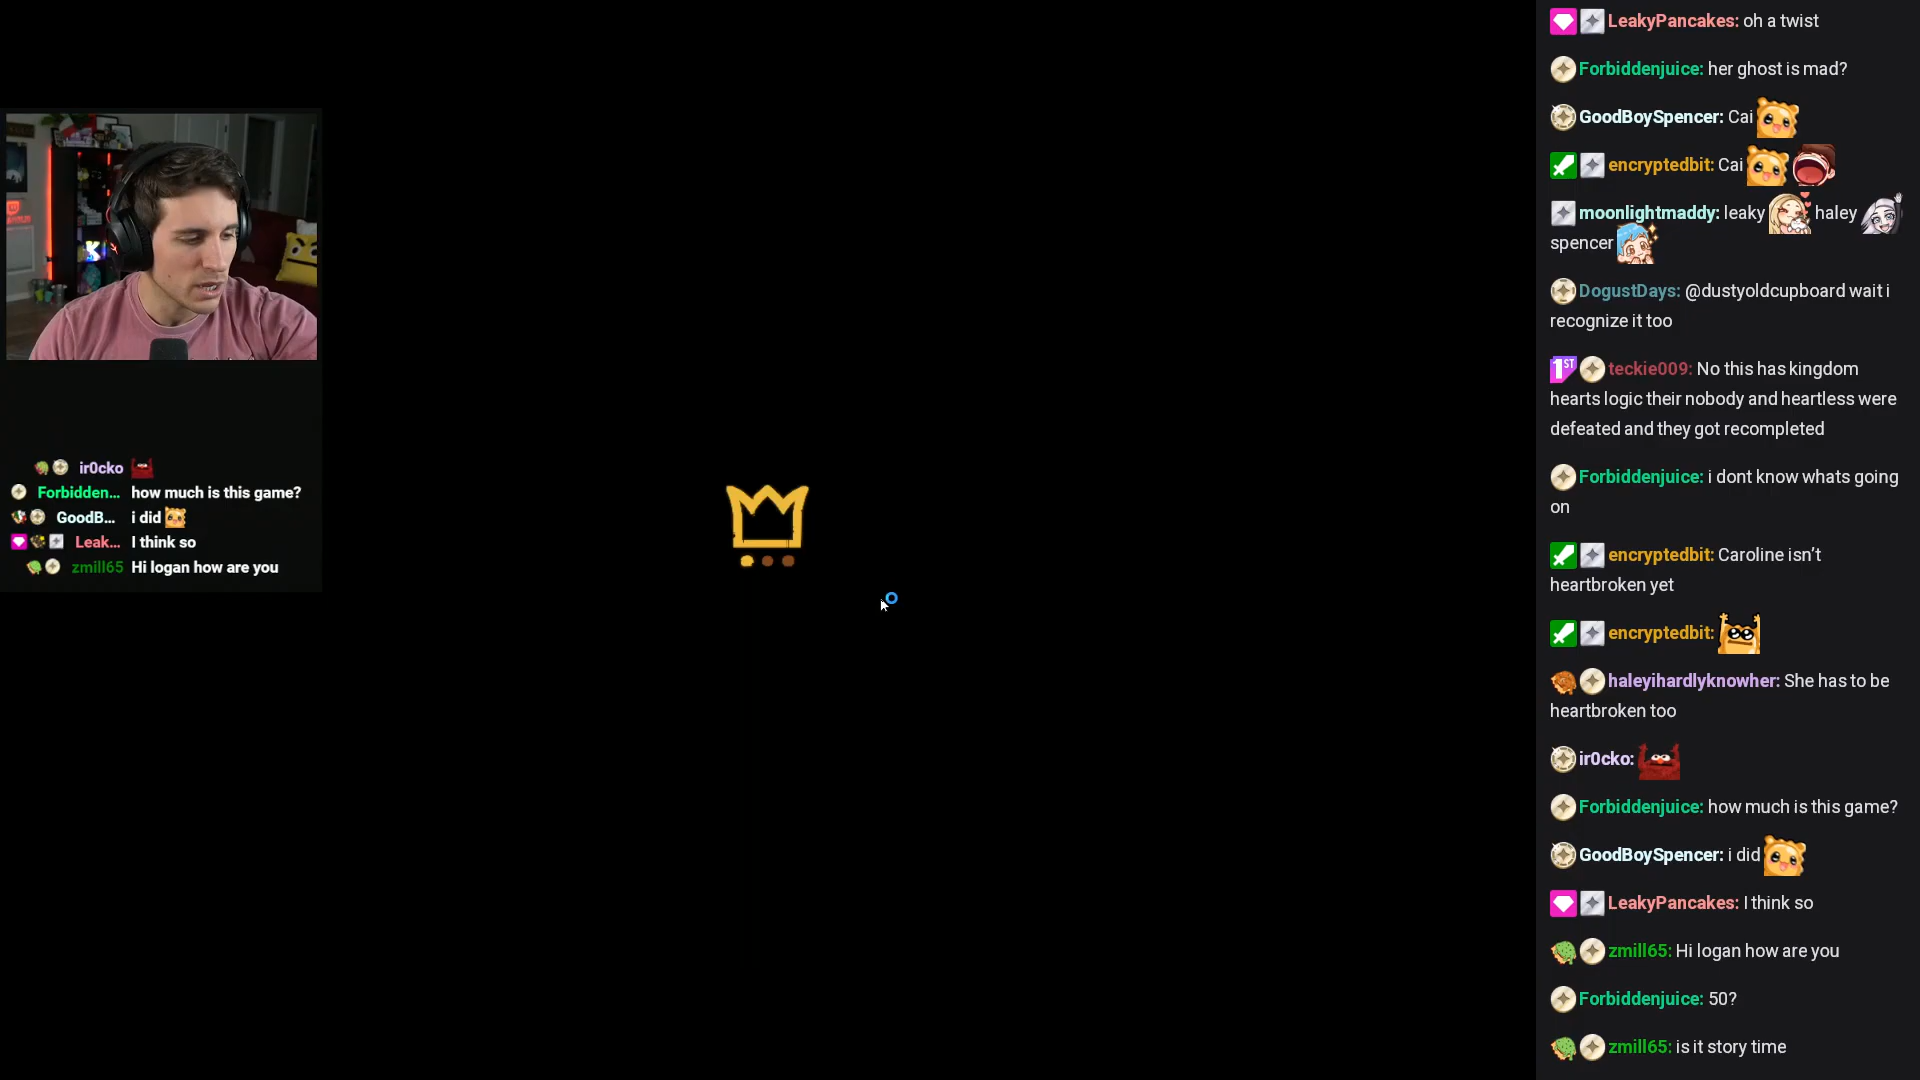 ir0cko
Forbidden... how much is this game?
GoodB... i did
Leak... I think so
zmill65 Hi logan how are you
LeakyPancakes: oh a twist
Forbiddenjuice: her ghost is mad?
GoodBoySpencer: Cai
encryptedbit: Cai
moonlightmaddy: leaky haley
spencer
DogustDays: @dustyoldcupboard wait i
recognize it too
1ST teckie009: No this has kingdom
hearts logic their nobody and heartless were
defeated and they got recompleted
Forbiddenjuice: i dont know whats going
on
encryptedbit: Caroline isn’t
heartbroken yet
encryptedbit:
haleyihardlyknowher: She has to be
heartbroken too
ir0cko:
Forbiddenjuice: how much is this game?
GoodBoySpencer: i did
LeakyPancakes: I think so
zmill65: Hi logan how are you
Forbiddenjuice: 50?
zmill65: is it story time